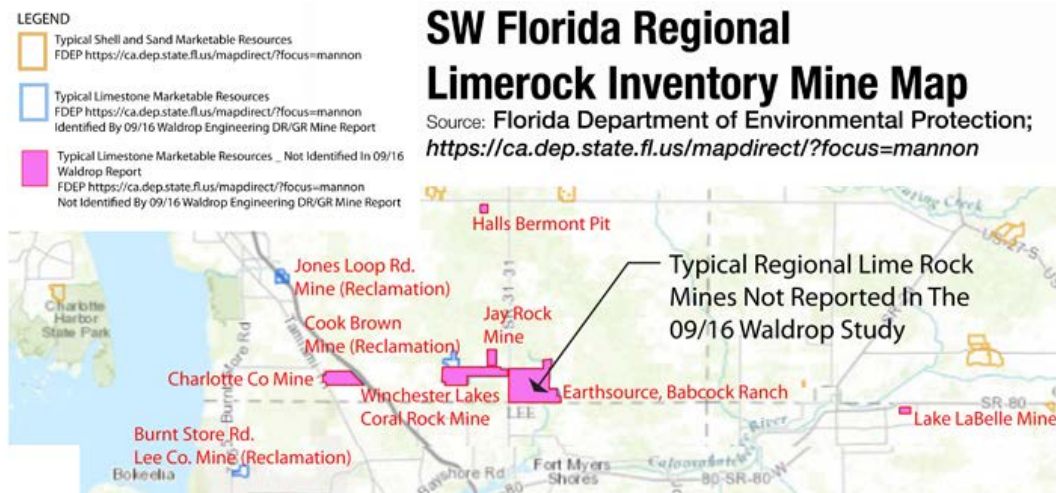 LEGEND
Typical Shell and Sand Marketable Resources
FDEP https://ca.dep.state.fl.us/mapdirect/?focus=mannon
Typical Limestone Marketable Resources
FDEP https://ca.dep.state.fl.us/mapdirect/?focus=mannon
Identified By 09/16 Waldrop Engineering DR/GR Mine Report
Typical Limestone Marketable Resources _ Not Identified In 09/16
Waldrop Report
FDEP https://ca.dep.state.fl.us/mapdirect/?focus=mannon
Not Identified By 09/16 Waldrop Engineering DR/GR Mine Report
SW Florida Regional
Limerock Inventory Mine Map
Source: Florida Department of Environmental Protection;
https://ca.dep.state.fl.us/mapdirect/?focus=mannon
Halls Bermont Pit
US-27-S
Jones Loop Rd.
Mine (Reclamation)
Typical Regional Lime Rock
Mines Not Reported In The
09/16 Waldrop Study
Charlotte
Harbor
State Park
Cook Brown
Mine (Reclamation)
Jay Rock
Mine
Charlotte Co Mine
Winchester Lakes
Coral Rock Mine
Earthsource, Babcock Ranch
LEE
SR-80
Lake LaBelle Mine
Burnt Store Rd.
Lee Co. Mine (Reclamation)
Bokeelia
Bayshore Rd
Fort Myers
Shores
80-SR-80-W